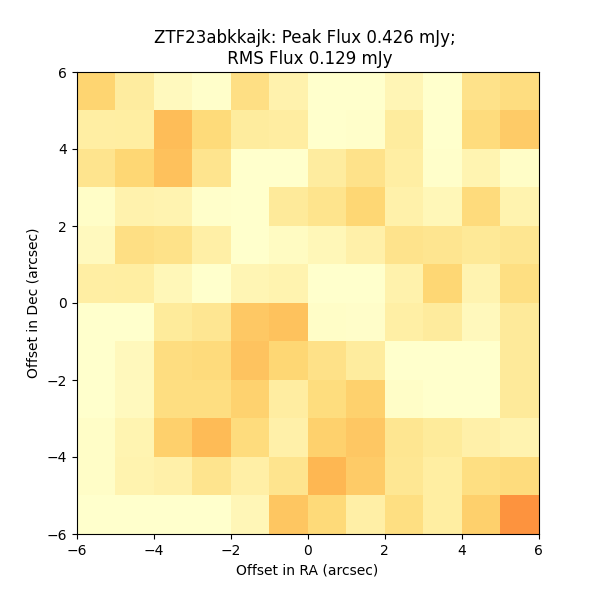 ZTF23abkkajk: Peak Flux 0.426 mJy;
RMS Flux 0.129 mJy
6
4
2
0
−2
−4
−6
Offset in Dec (arcsec)
−6 −4 −2 0 2 4 6
Offset in RA (arcsec)